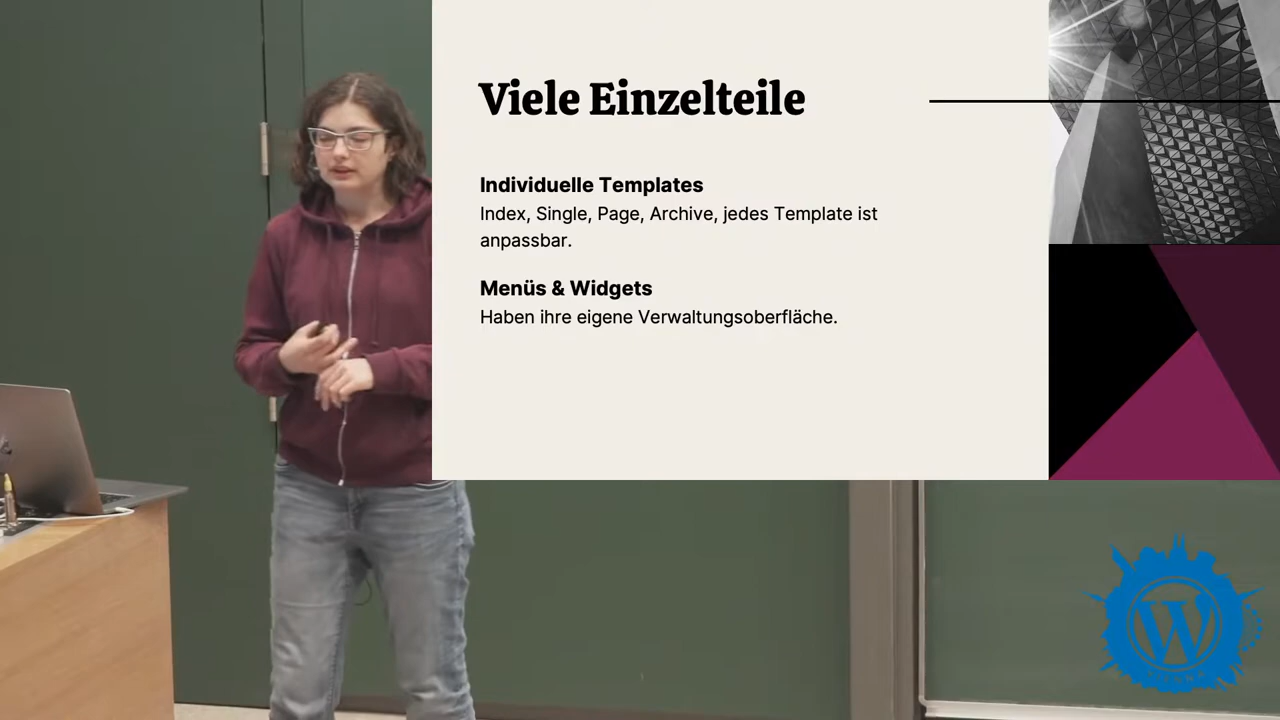 Viele Einzelteile
Individuelle Templates
Index, Single, Page, Archive, jedes Template ist
anpassbar.
Menüs & Widgets
Haben ihre eigene Verwaltungsoberfläche.